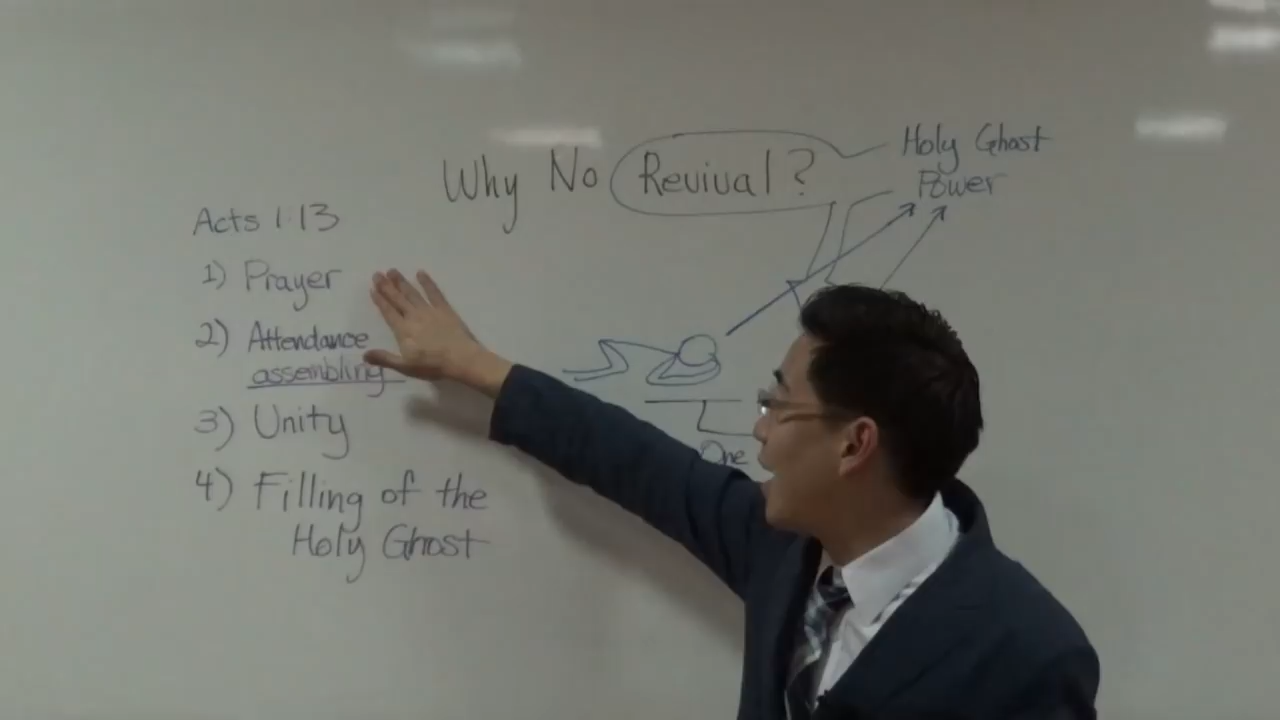 Why No Revival?
Holy Ghost
Power
Acts 1:13
1) Prayer
2) Attendance
assembling
3) Unity
4) Filling of the
Holy Ghost
One